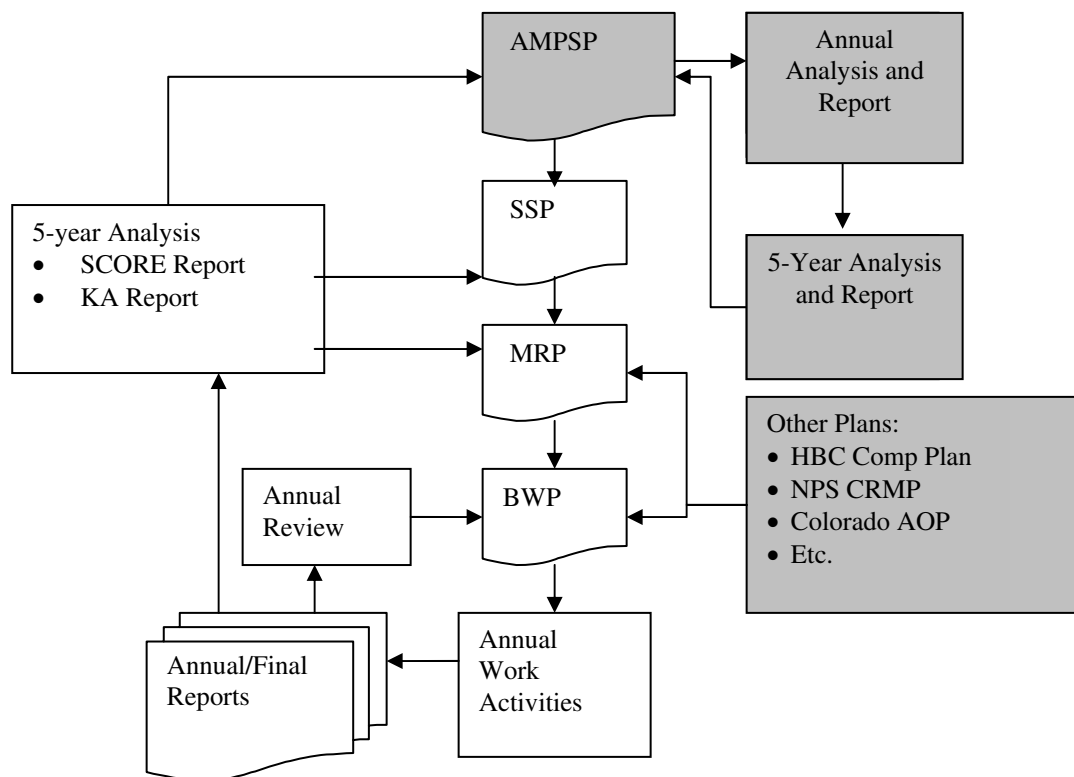 AMPSP
Annual
Analysis and
Report
SSP
5-year Analysis
• SCORE Report
• KA Report
5-Year Analysis
and Report
MRP
Other Plans:
• HBC Comp Plan
• NPS CRMP
• Colorado AOP
• Etc.
Annual
Review
BWP
Annual/Final
Reports
Annual
Work
Activities